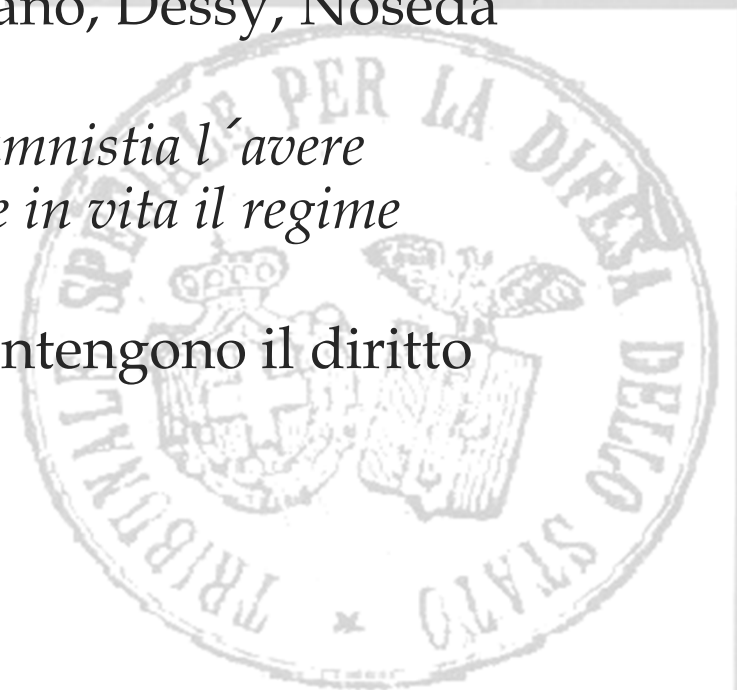 ano, Dessy, Noseda
mnistia l´avere
e in vita il regime
ntengono il diritto
TRIBUNALE SPECIALE PER LA DIFESA DELLO STATO